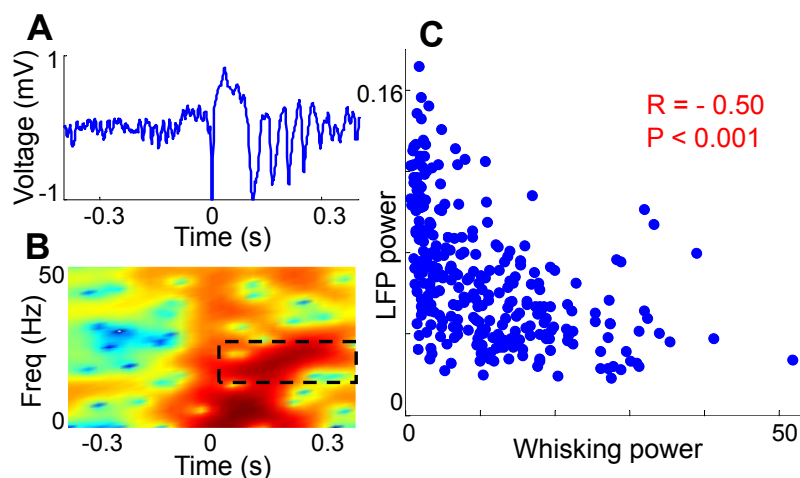 A
1
Voltage (mV)
-1
-0.3
0
0.3
Time (s)
B
50
Freq (Hz)
0
-0.3
0
0.3
Time (s)
C
0.16
R = - 0.50
P < 0.001
LFP power
0
0
50
Whisking power